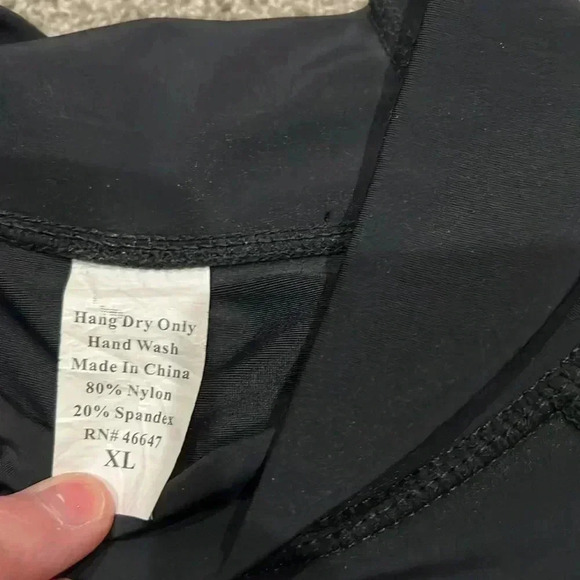 Hang Dry Only
Hand Wash
Made In China
80% Nylon
20% Spandex
RN# 46647
XL